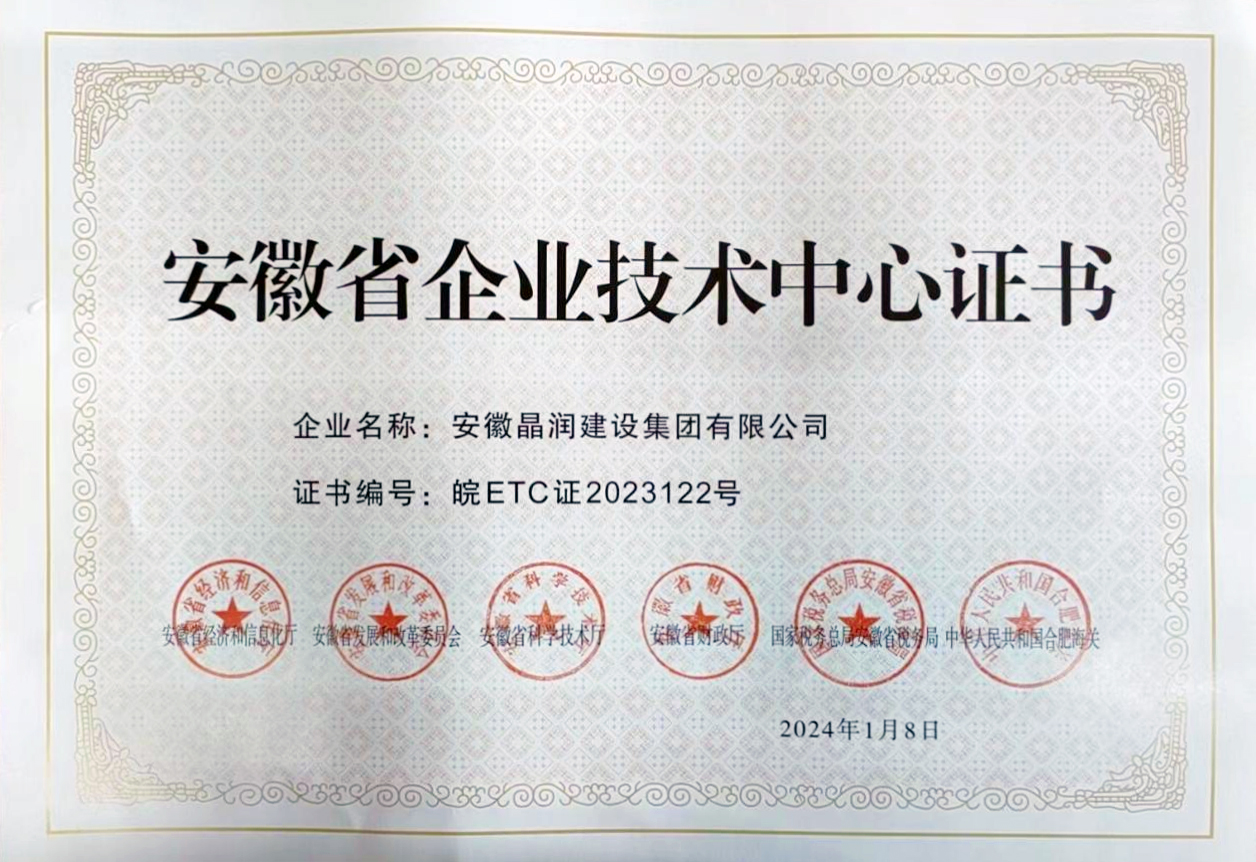 安徽省企业技术中心证书
企业名称：安徽晶润建设集团有限公司
证书编号：皖ETC证2023122号
安徽省经济和信息化厅 安徽省发展和改革委员会 安徽省科学技术厅 安徽省财政厅 国家税务总局安徽省税务局 中华人民共和国合肥海关
2024年1月8日